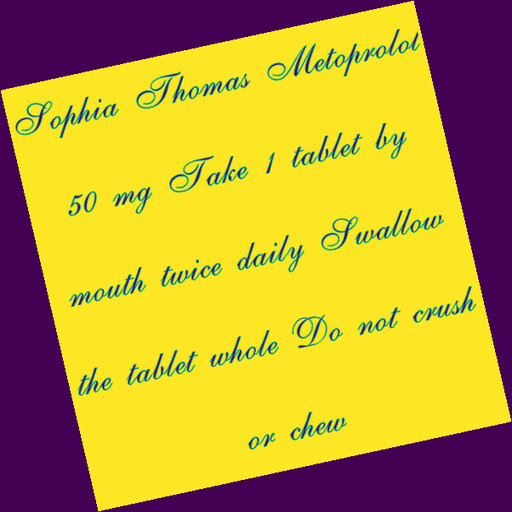 Sophia Thomas Metoprolol
50 mg Take 1 tablet by
mouth twice daily Swallow
the tablet whole Do not crush
or chew